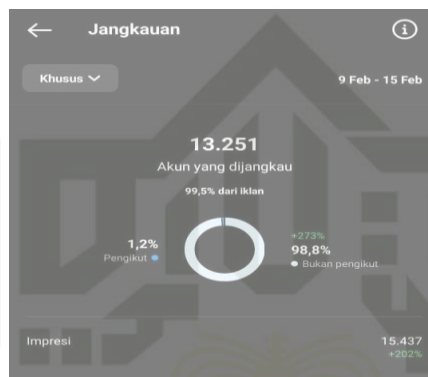 Jangkauan
Khusus
9 Feb - 15 Feb
13.251
Akun yang dijangkau
99,5% dari iklan
1,2%
Pengikut
+273%
98,8%
Bukan pengikut
Impresi
15.437
+202%